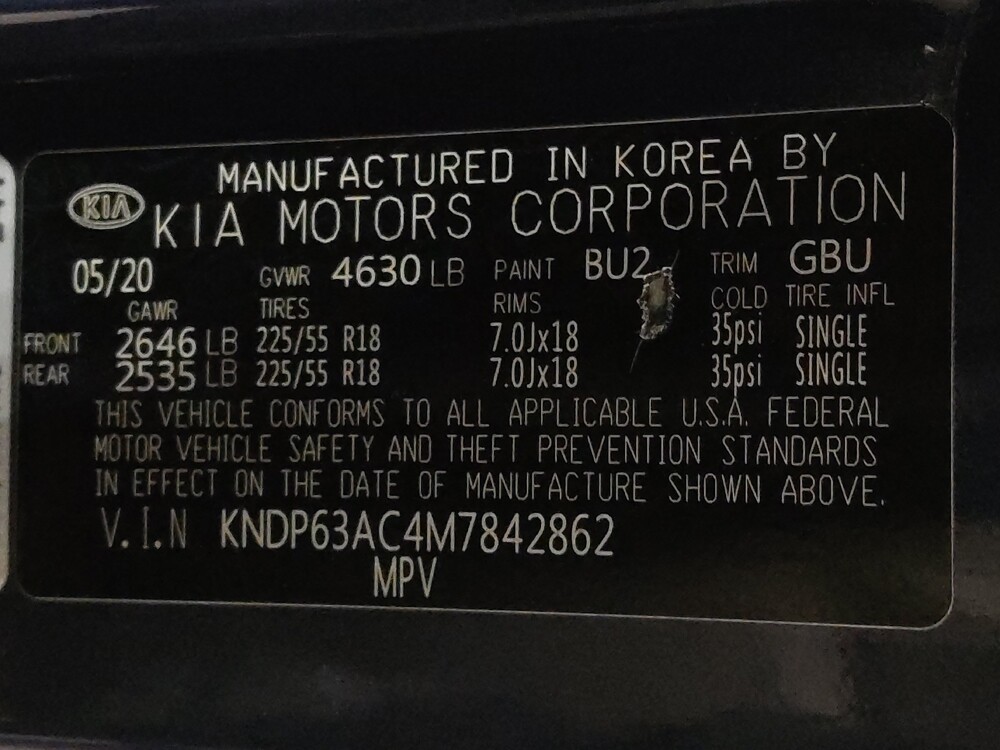 MANUFACTURED IN KOREA BY
KIA KIA MOTORS CORPORATION
05/20 GVWR 4630 LB PAINT BU2 TRIM GBU
GAWR TIRES RIMS COLD TIRE INFL
FRONT 2646 LB 225/55 R18 7.0Jx18 35psi SINGLE
REAR 2535 LB 225/55 R18 7.0Jx18 35psi SINGLE
THIS VEHICLE CONFORMS TO ALL APPLICABLE U.S.A. FEDERAL
MOTOR VEHICLE SAFETY AND THEFT PREVENTION STANDARDS
IN EFFECT ON THE DATE OF MANUFACTURE SHOWN ABOVE.
V.I.N KNDP63AC4M7842862
MPV